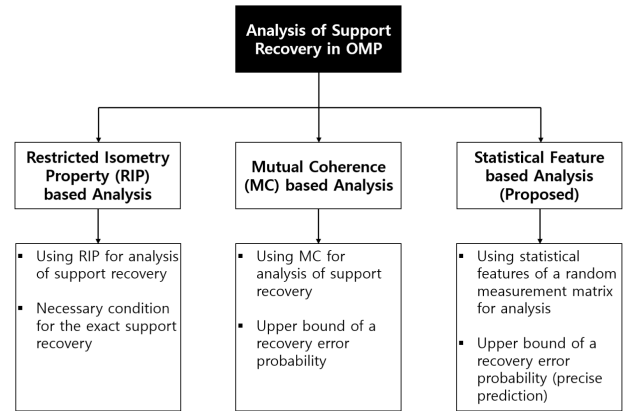 Analysis of Support
Recovery in OMP
Restricted Isometry
Property (RIP)
based Analysis
▪ Using RIP for analysis
of support recovery
▪ Necessary condition
for the exact support
recovery
Mutual Coherence
(MC) based Analysis
▪ Using MC for
analysis of support
recovery
▪ Upper bound of a
recovery error
probability
Statistical Feature
based Analysis
(Proposed)
▪ Using statistical
features of a random
measurement matrix
for analysis
▪ Upper bound of a
recovery error
probability (precise
prediction)